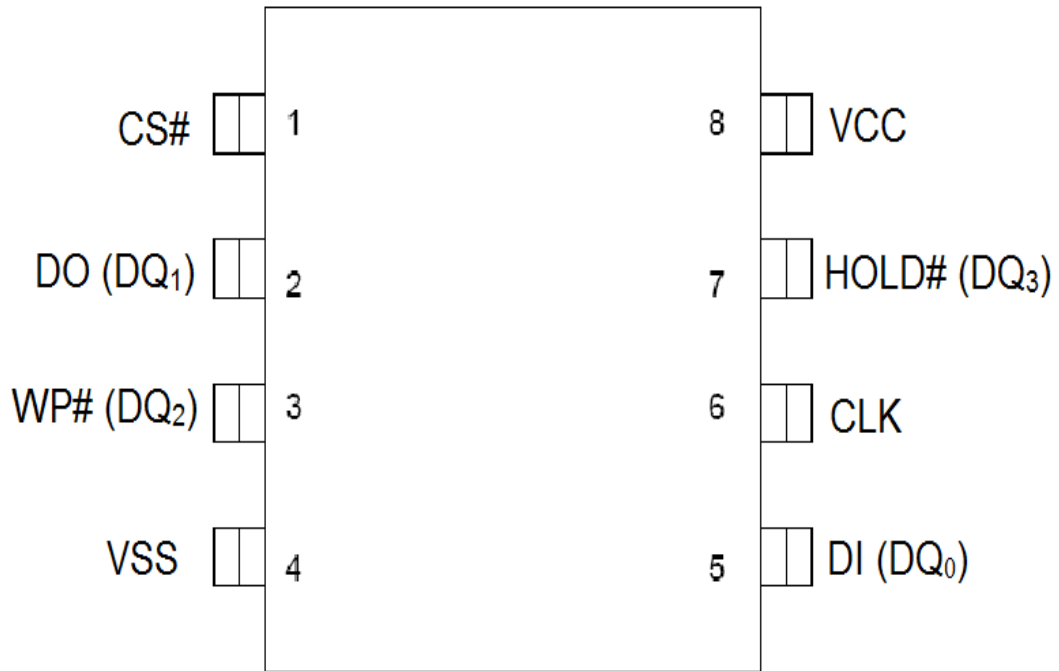 CS# 1 8 VCC
DO (DQ₁) 2 7 HOLD# (DQ₃)
WP# (DQ₂) 3 6 CLK
VSS 4 5 DI (DQ₀)